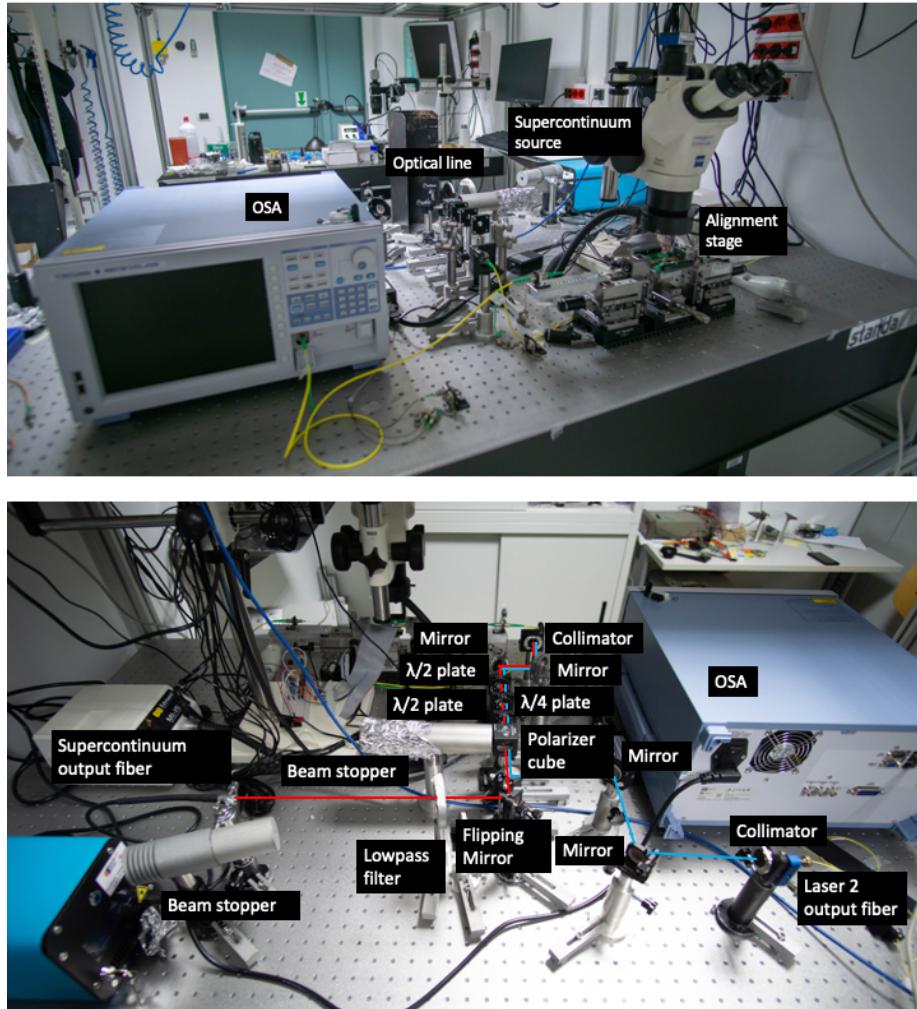 Supercontinuum
source
Optical line
OSA
Alignment
stage
YOKOGAWA
ZEISS
standa
Mirror
Collimator
λ/2 plate
Mirror
OSA
λ/2 plate
λ/4 plate
Supercontinuum
output fiber
Polarizer
cube
Mirror
Beam stopper
Collimator
Flipping
Mirror
Mirror
Lowpass
filter
Laser 2
output fiber
Beam stopper